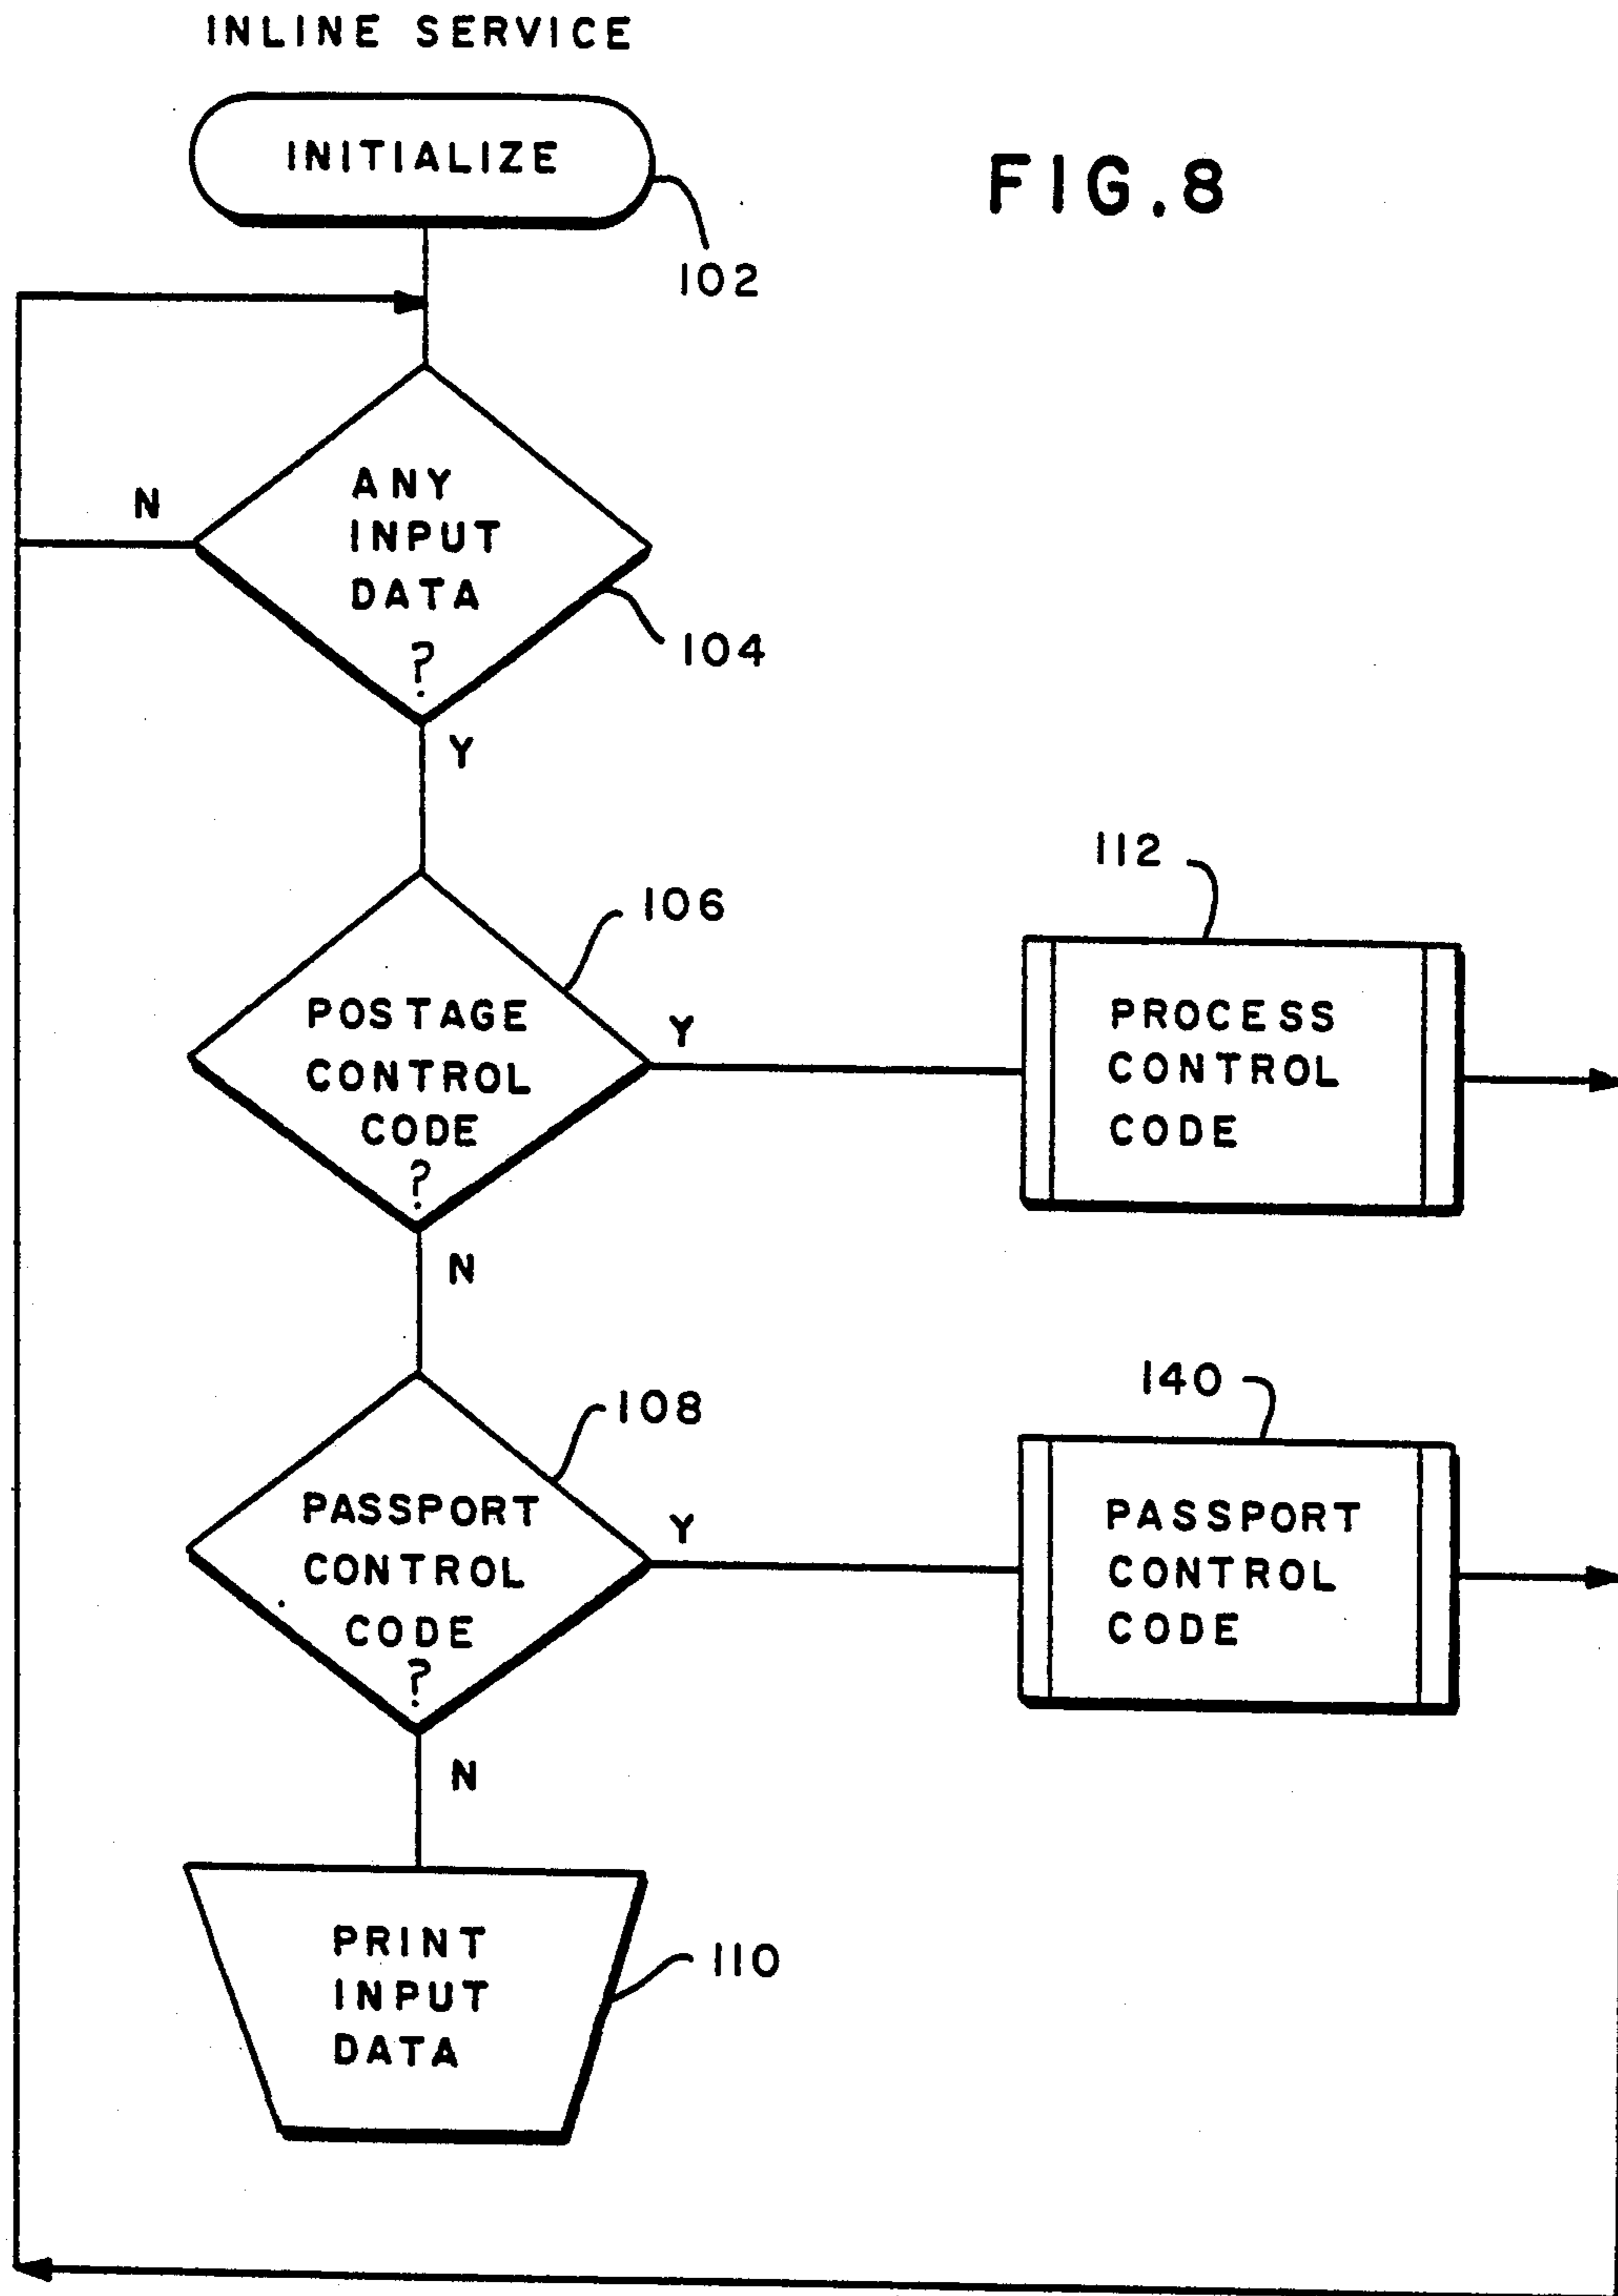 INLINE SERVICE
INITIALIZE
FIG.8
102
ANY
INPUT
DATA
?
N
104
Y
106
112
POSTAGE
CONTROL
CODE
?
Y
PROCESS
CONTROL
CODE
N
108
140
PASSPORT
CONTROL
CODE
?
Y
PASSPORT
CONTROL
CODE
N
PRINT
INPUT
DATA
110